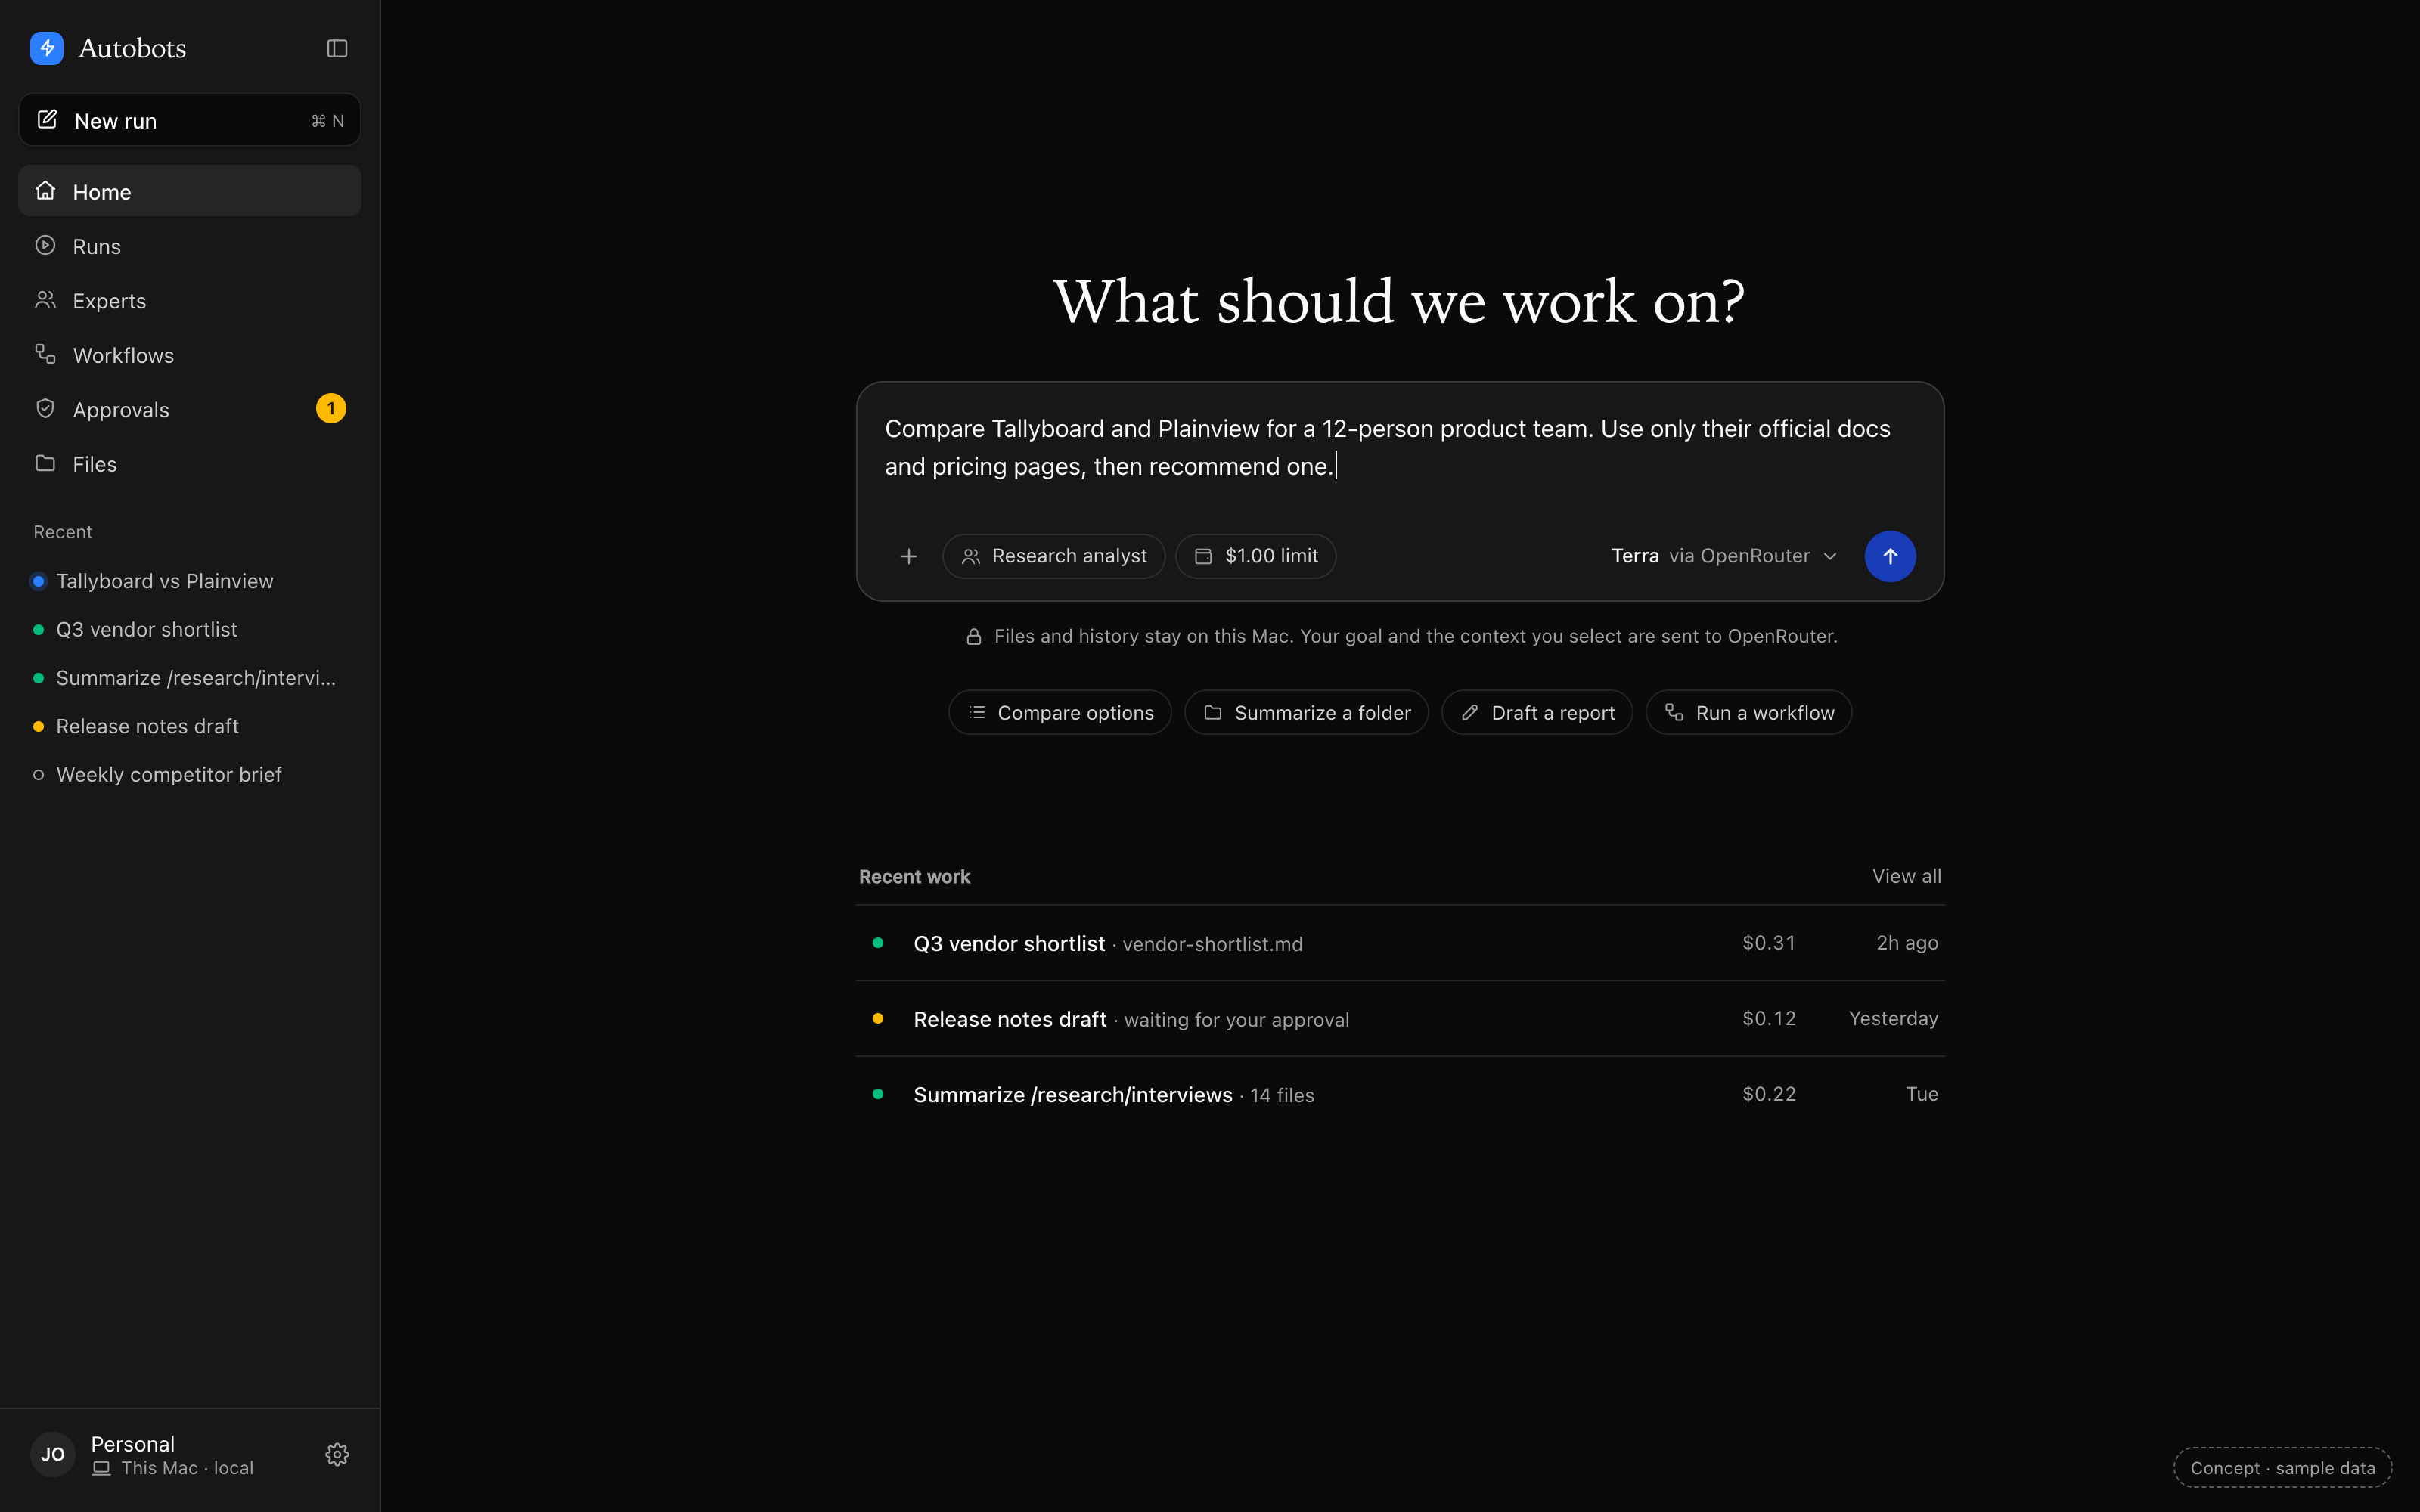 Autobots
New run ⌘ N
Home
Runs
Experts
Workflows
Approvals 1
Files
Recent
Tallyboard vs Plainview
Q3 vendor shortlist
Summarize /research/intervi...
Release notes draft
Weekly competitor brief
JO
Personal
This Mac · local
What should we work on?
Compare Tallyboard and Plainview for a 12-person product team. Use only their official docs
and pricing pages, then recommend one.
Research analyst $1.00 limit Terra via OpenRouter
Files and history stay on this Mac. Your goal and the context you select are sent to OpenRouter.
Compare options Summarize a folder Draft a report Run a workflow
Recent work View all
Q3 vendor shortlist · vendor-shortlist.md $0.31 2h ago
Release notes draft · waiting for your approval $0.12 Yesterday
Summarize /research/interviews · 14 files $0.22 Tue
Concept · sample data